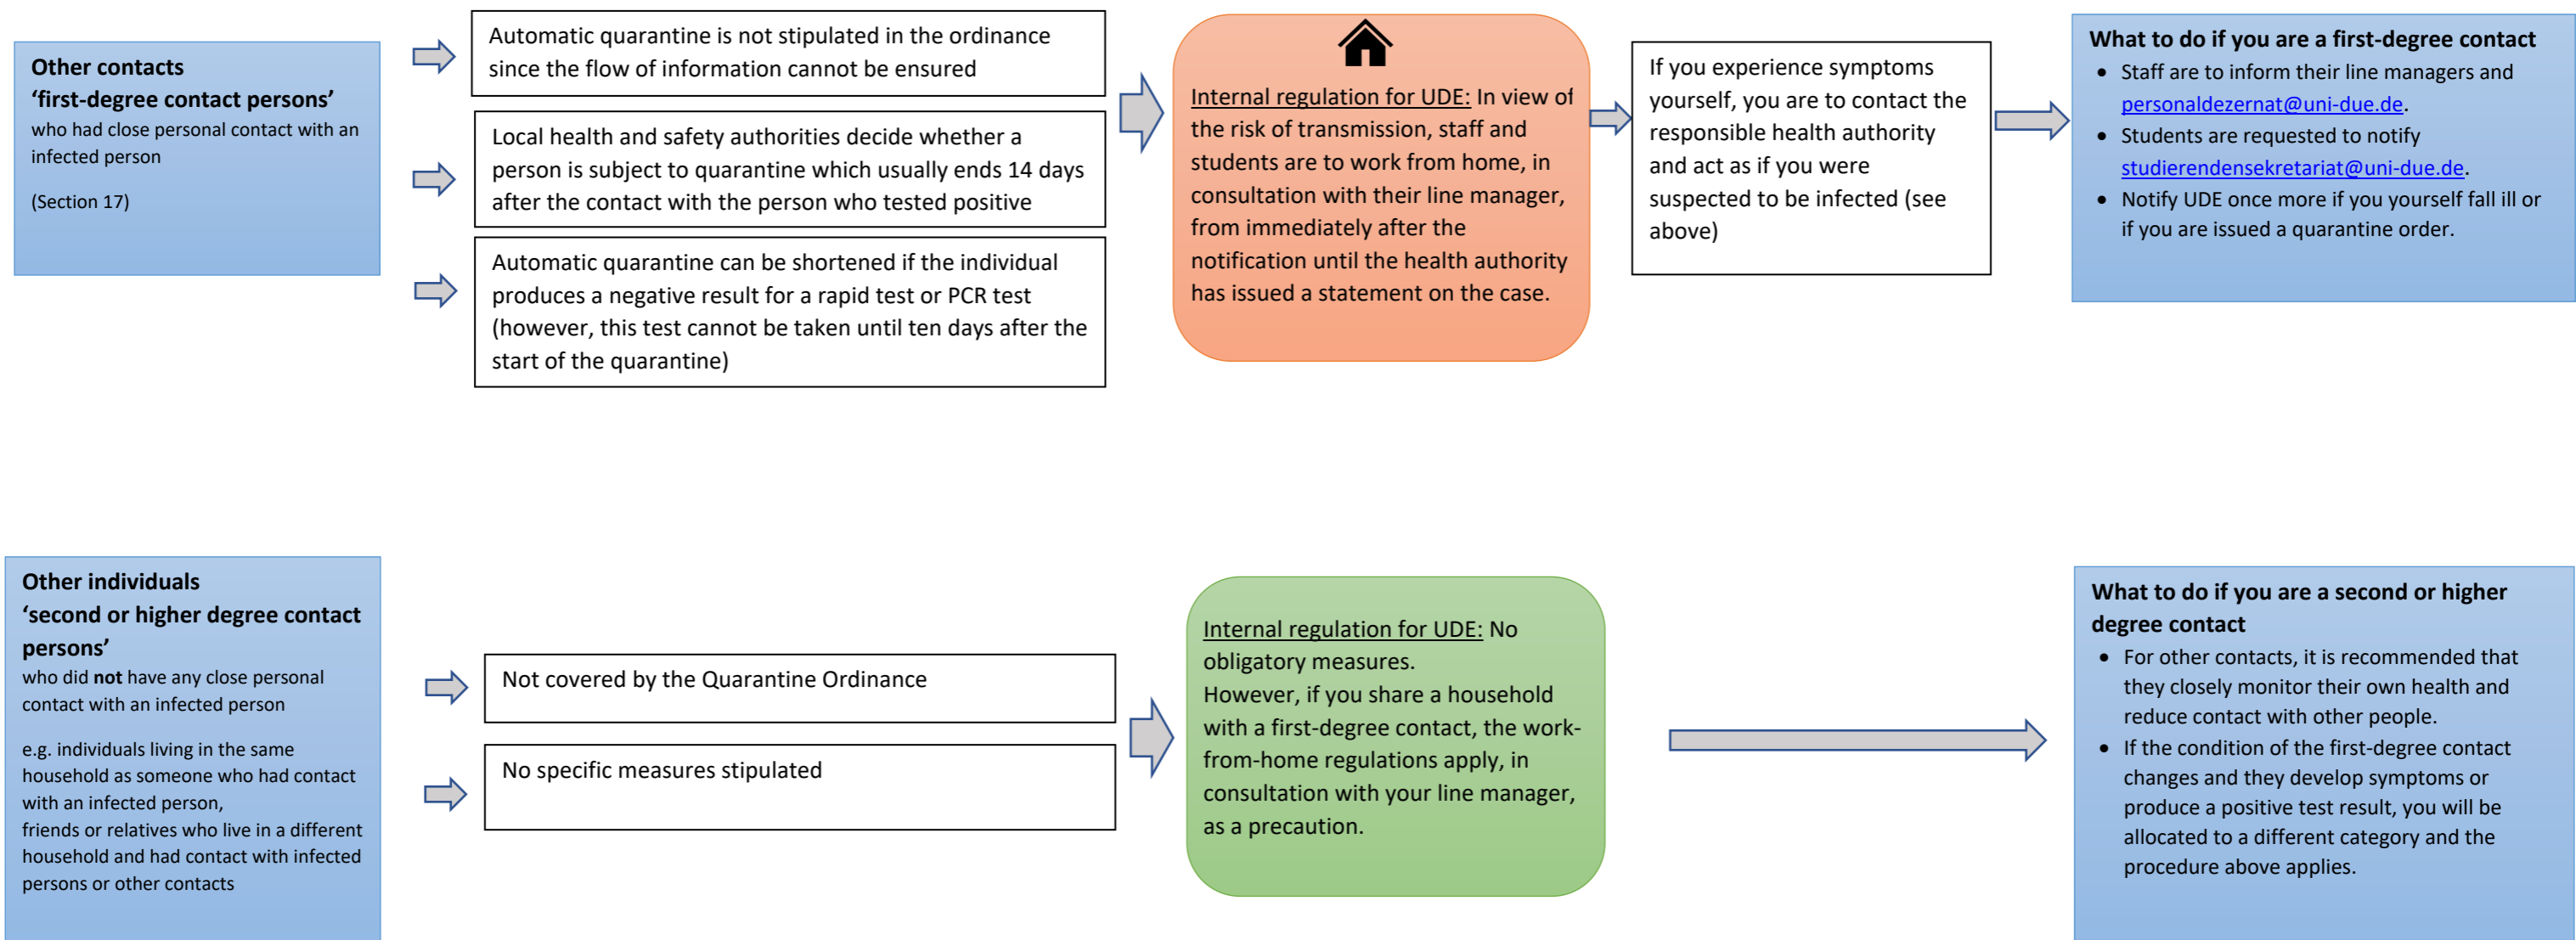 Other contacts
‘first-degree contact persons’
who had close personal contact with an
infected person
(Section 17)
Automatic quarantine is not stipulated in the ordinance
since the flow of information cannot be ensured
Local health and safety authorities decide whether a
person is subject to quarantine which usually ends 14 days
after the contact with the person who tested positive
Automatic quarantine can be shortened if the individual
produces a negative result for a rapid test or PCR test
(however, this test cannot be taken until ten days after the
start of the quarantine)
Internal regulation for UDE: In view of
the risk of transmission, staff and
students are to work from home, in
consultation with their line manager,
from immediately after the
notification until the health authority
has issued a statement on the case.
If you experience symptoms
yourself, you are to contact the
responsible health authority
and act as if you were
suspected to be infected (see
above)
What to do if you are a first-degree contact
• Staff are to inform their line managers and
personaldezernat@uni-due.de.
• Students are requested to notify
studierendensekretariat@uni-due.de.
• Notify UDE once more if you yourself fall ill or
if you are issued a quarantine order.
Other individuals
‘second or higher degree contact
persons’
who did not have any close personal
contact with an infected person
e.g. individuals living in the same
household as someone who had contact
with an infected person,
friends or relatives who live in a different
household and had contact with infected
persons or other contacts
Not covered by the Quarantine Ordinance
No specific measures stipulated
Internal regulation for UDE: No
obligatory measures.
However, if you share a household
with a first-degree contact, the work-
from-home regulations apply, in
consultation with your line manager,
as a precaution.
What to do if you are a second or higher
degree contact
• For other contacts, it is recommended that
they closely monitor their own health and
reduce contact with other people.
• If the condition of the first-degree contact
changes and they develop symptoms or
produce a positive test result, you will be
allocated to a different category and the
procedure above applies.